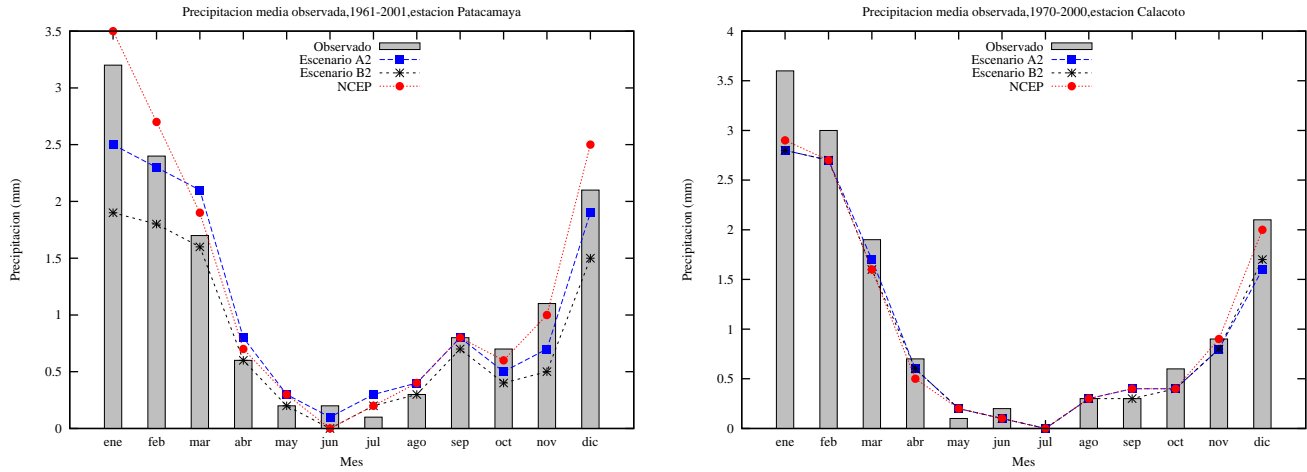 Precipitacion media observada,1961-2001,estacion Patacamaya
3.5
3
2.5
2
1.5
1
0.5
0
Precipitacion (mm)
Observado
Escenario A2
Escenario B2
NCEP
ene feb mar abr may jun jul ago sep oct nov dic
Mes
Precipitacion media observada,1970-2000,estacion Calacoto
4
3.5
3
2.5
2
1.5
1
0.5
0
Precipitacion (mm)
Observado
Escenario A2
Escenario B2
NCEP
ene feb mar abr may jun jul ago sep oct nov dic
Mes